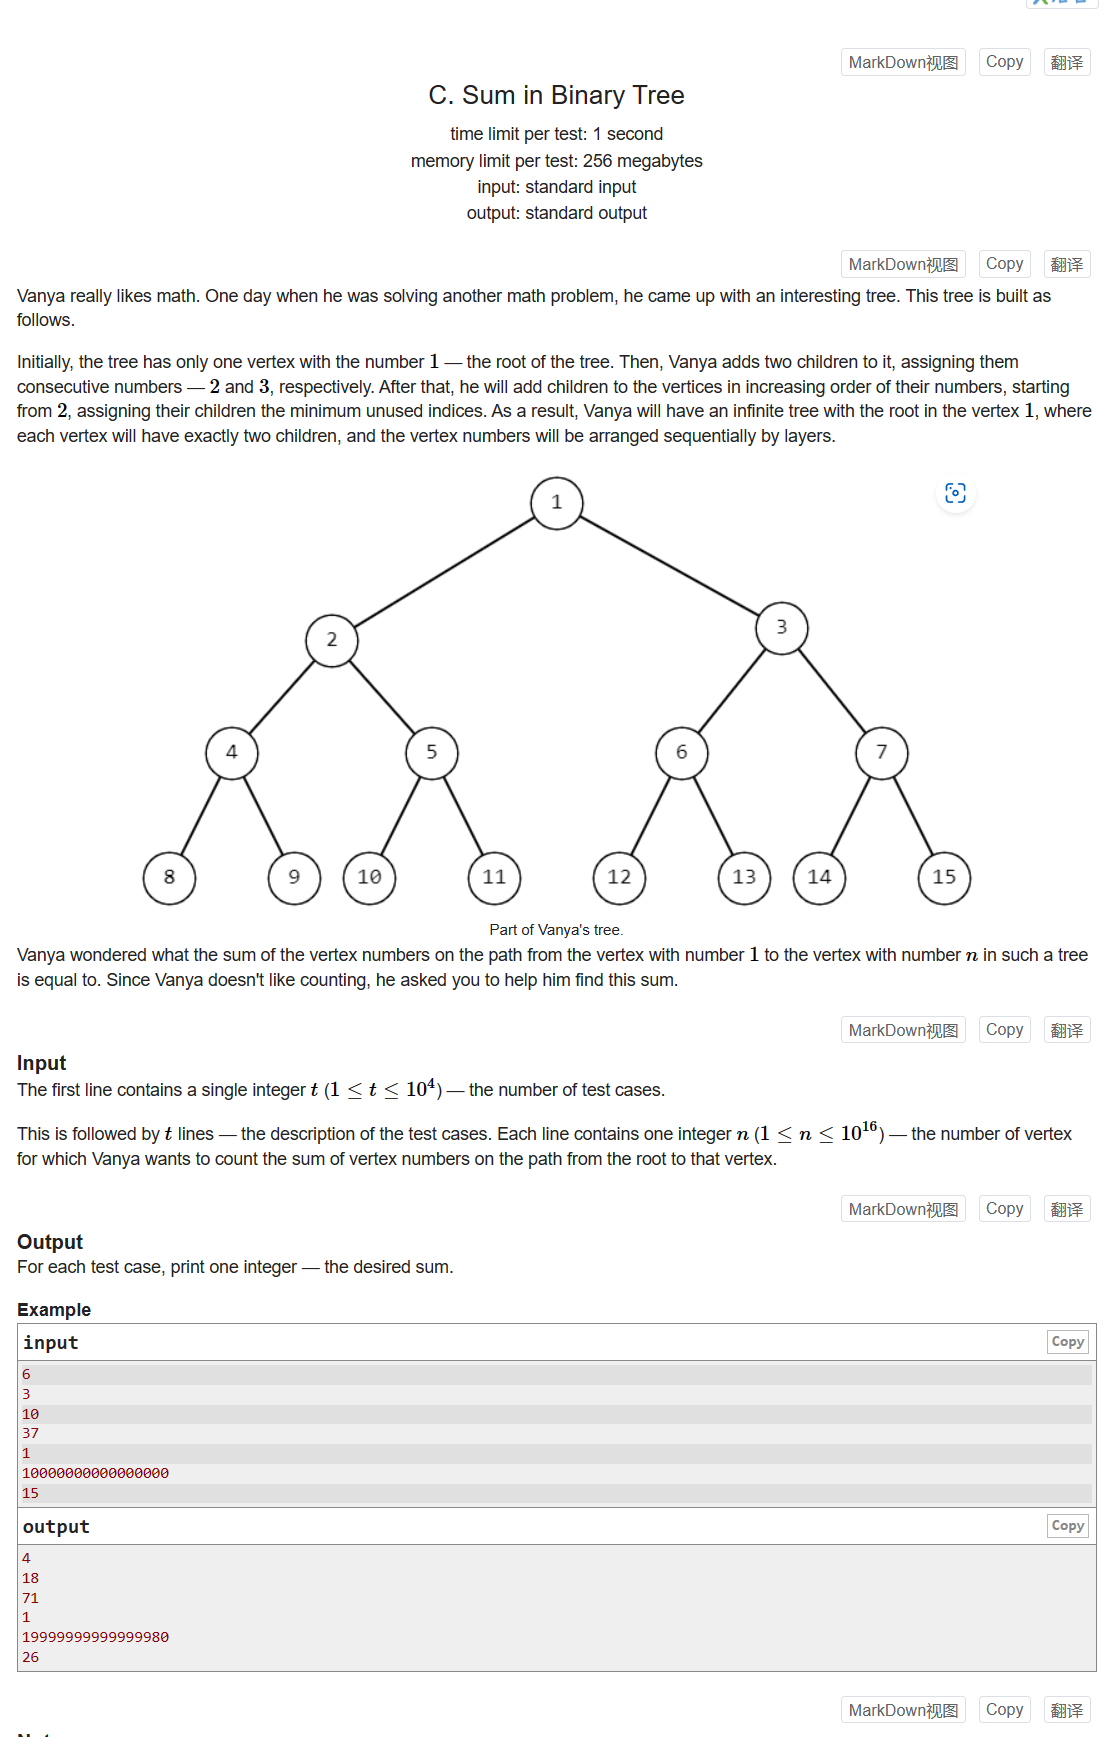 MarkDown视图 Copy 翻译
C. Sum in Binary Tree
time limit per test: 1 second
memory limit per test: 256 megabytes
input: standard input
output: standard output
MarkDown视图 Copy 翻译
Vanya really likes math. One day when he was solving another math problem, he came up with an interesting tree. This tree is built as
follows.
Initially, the tree has only one vertex with the number 1 — the root of the tree. Then, Vanya adds two children to it, assigning them
consecutive numbers — 2 and 3, respectively. After that, he will add children to the vertices in increasing order of their numbers, starting
from 2, assigning their children the minimum unused indices. As a result, Vanya will have an infinite tree with the root in the vertex 1, where
each vertex will have exactly two children, and the vertex numbers will be arranged sequentially by layers.
1
2 3
4 5 6 7
8 9 10 11 12 13 14 15
Part of Vanya's tree.
Vanya wondered what the sum of the vertex numbers on the path from the vertex with number 1 to the vertex with number n in such a tree
is equal to. Since Vanya doesn't like counting, he asked you to help him find this sum.
MarkDown视图 Copy 翻译
Input
The first line contains a single integer t (1 ≤ t ≤ 10⁴) — the number of test cases.
This is followed by t lines — the description of the test cases. Each line contains one integer n (1 ≤ n ≤ 10¹⁶) — the number of vertex
for which Vanya wants to count the sum of vertex numbers on the path from the root to that vertex.
MarkDown视图 Copy 翻译
Output
For each test case, print one integer — the desired sum.
Example
input Copy
6
3
10
37
1
10000000000000000
15
output Copy
4
18
71
1
19999999999999980
26
MarkDown视图 Copy 翻译